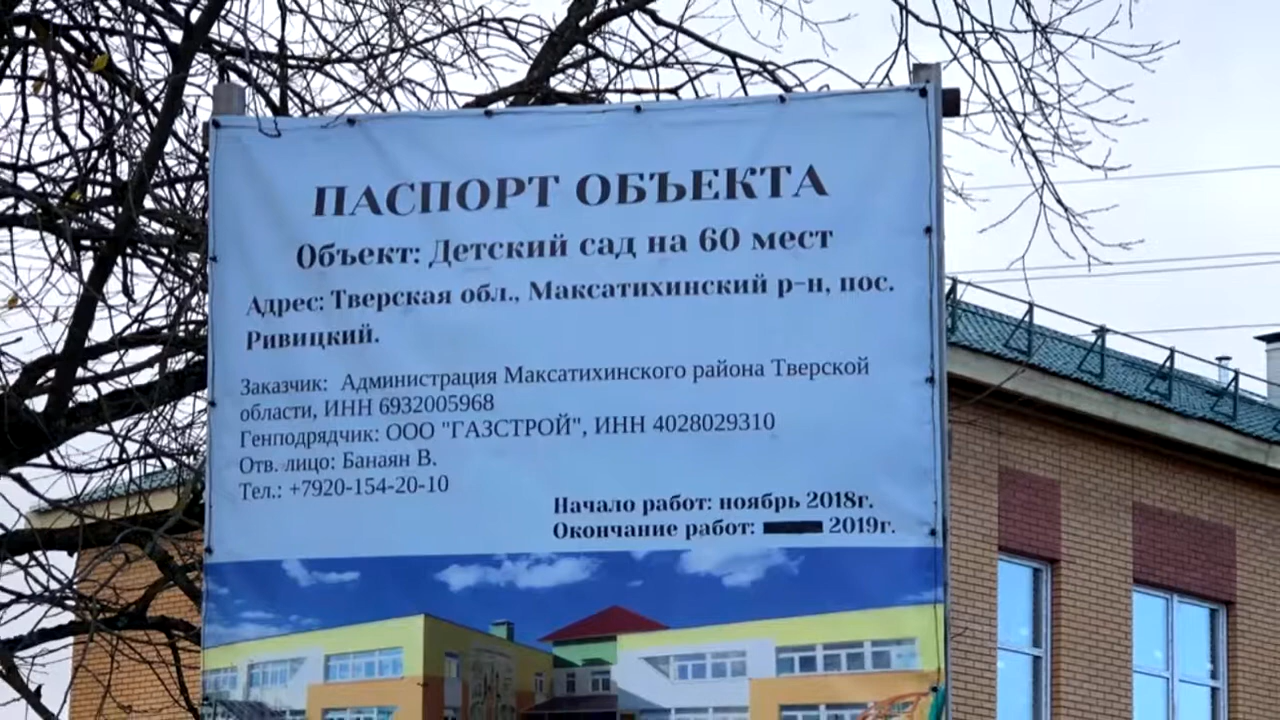 ПАСПОРТ ОБЪЕКТА
Объект: Детский сад на 60 мест
Адрес: Тверская обл., Максатихинский р-н, пос.
Ривицкий.
Заказчик: Администрация Максатихинского района Тверской
области, ИНН 6932005968
Генподрядчик: ООО "ГАЗСТРОЙ", ИНН 4028029310
Отв. лицо: Банаян В.
Тел.: +7920-154-20-10
Начало работ: ноябрь 2018г.
Окончание работ: 2019г.